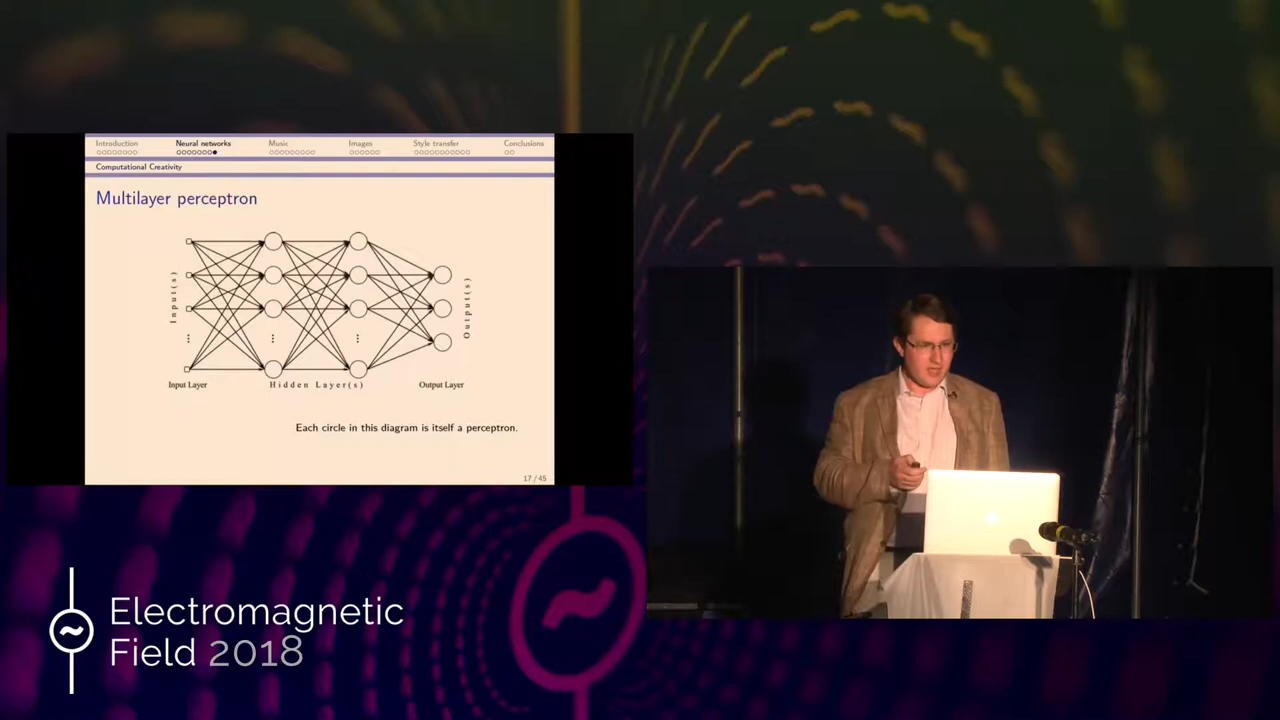 Introduction
Neural networks
Music
Images
Style transfer
Conclusions
Computational Creativity
Multilayer perceptron
Input(s)
Output(s)
Input Layer
Hidden Layer(s)
Output Layer
Each circle in this diagram is itself a perceptron.
17 / 45
Electromagnetic
Field 2018